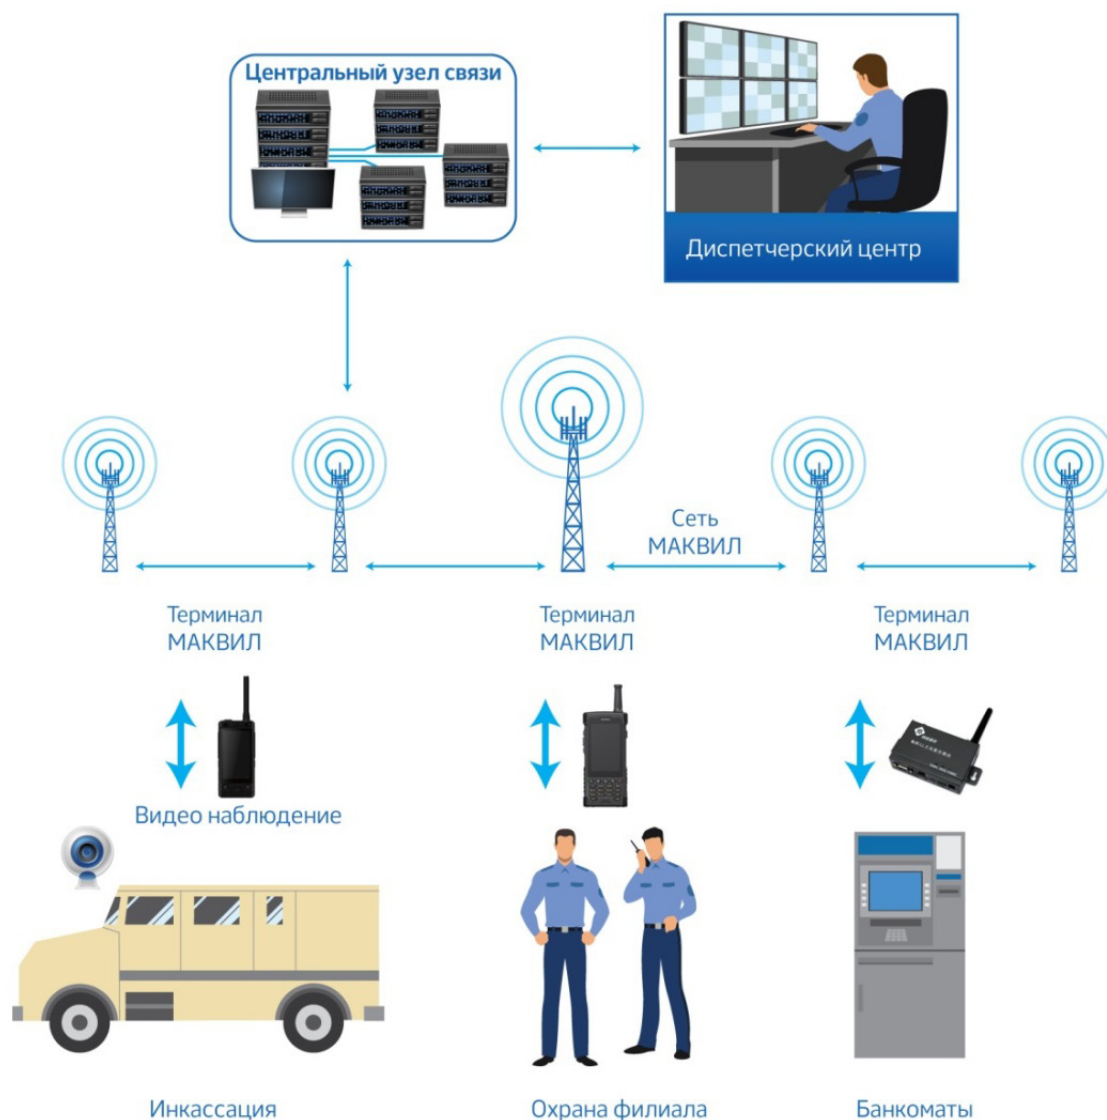 Центральный узел связи
Диспетчерский центр
Сеть
МАКВИЛ
Терминал
МАКВИЛ
Терминал
МАКВИЛ
Терминал
МАКВИЛ
Видео наблюдение
Инкассация
Охрана филиала
Банкоматы